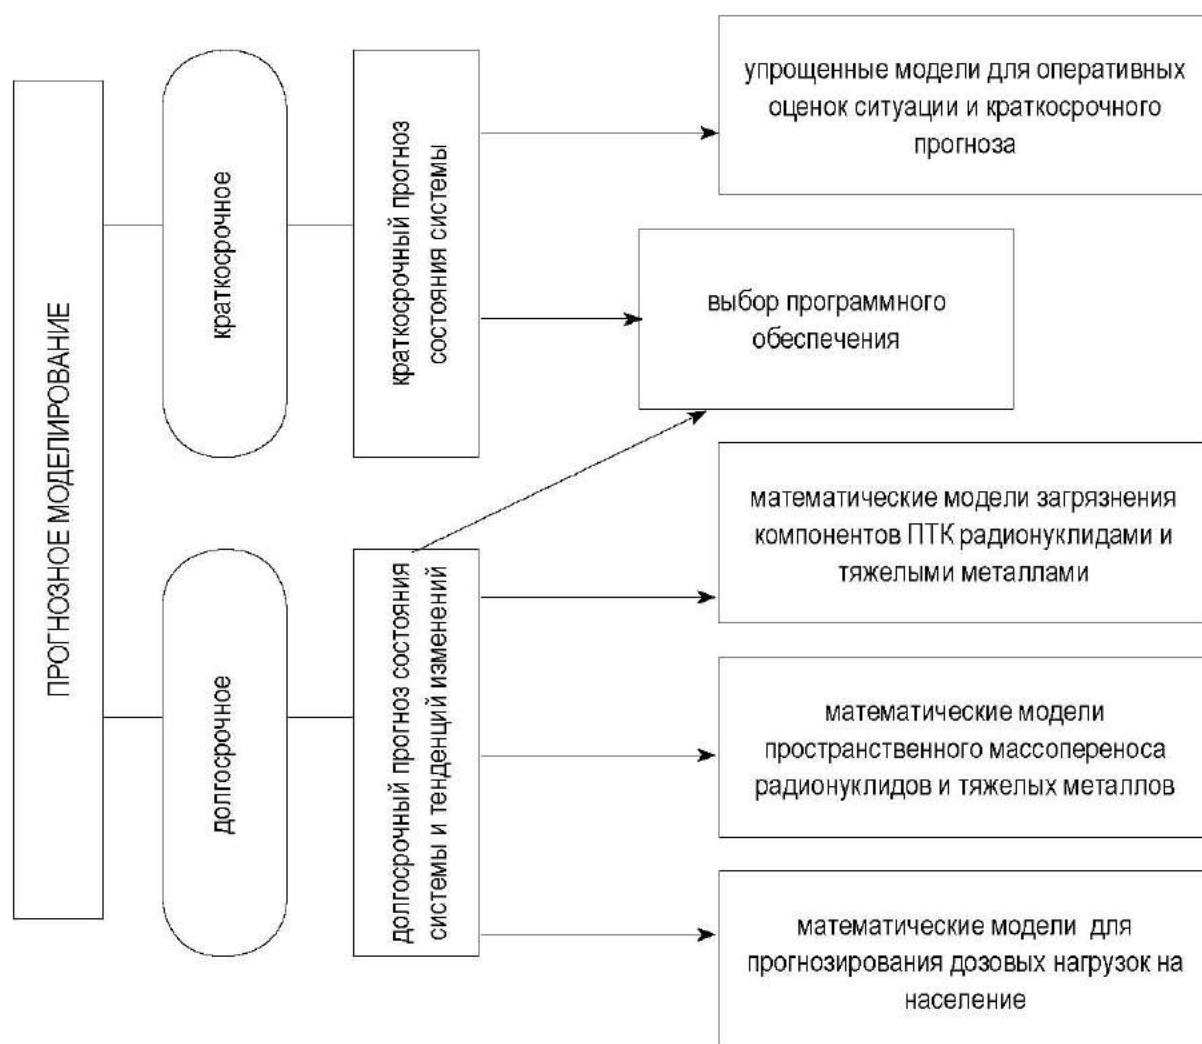 ПРОГНОЗНОЕ МОДЕЛИРОВАНИЕ
краткосрочное
краткосрочный прогноз
состояния системы
упрощенные модели для оперативных
оценок ситуации и краткосрочного
прогноза
выбор программного
обеспечения
долгосрочное
долгосрочный прогноз состояния
системы и тенденций изменений
математические модели загрязнения
компонентов ПТК радионуклидами и
тяжелыми металлами
математические модели
пространственного массопереноса
радионуклидов и тяжелых металлов
математические модели для
прогнозирования дозовых нагрузок на
население